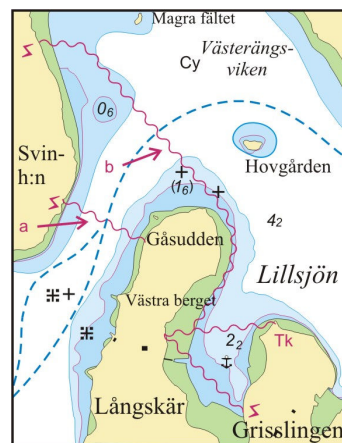 Magra fältet
Västerängs-
viken
Cy
0₆
Svin-
h:n
b
Hovgården
(1₆)
a
4₂
Gåsudden
Lillsjön
Västra berget
2₂
Tk
Långskär
Grisslingen